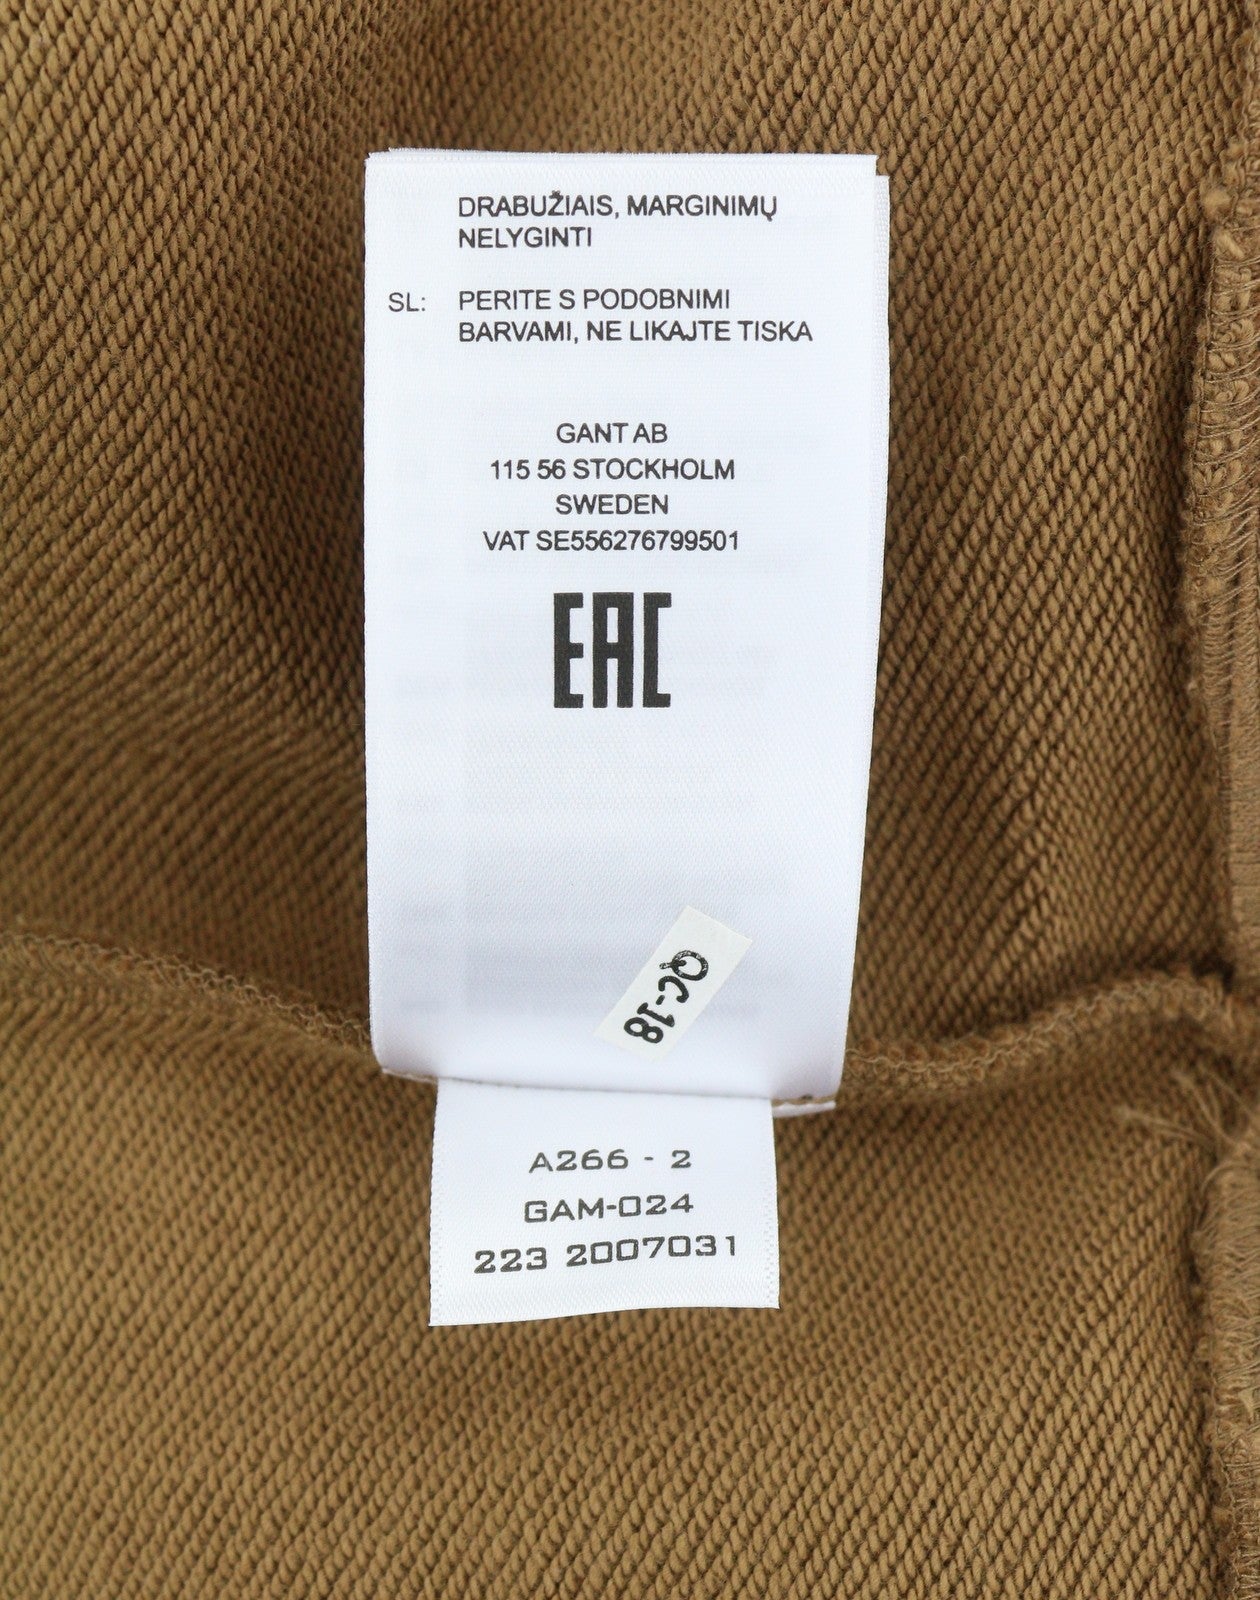 DRABUŽIAIS, MARGINIMŲ
NELYGINTI
SL: PERITE S PODOBNIMI
BARVAMI, NE LIKAJTE TISKA
GANT AB
115 56 STOCKHOLM
SWEDEN
VAT SE556276799501
EAC
QC-18
A266 - 2
GAM-024
223 2007031